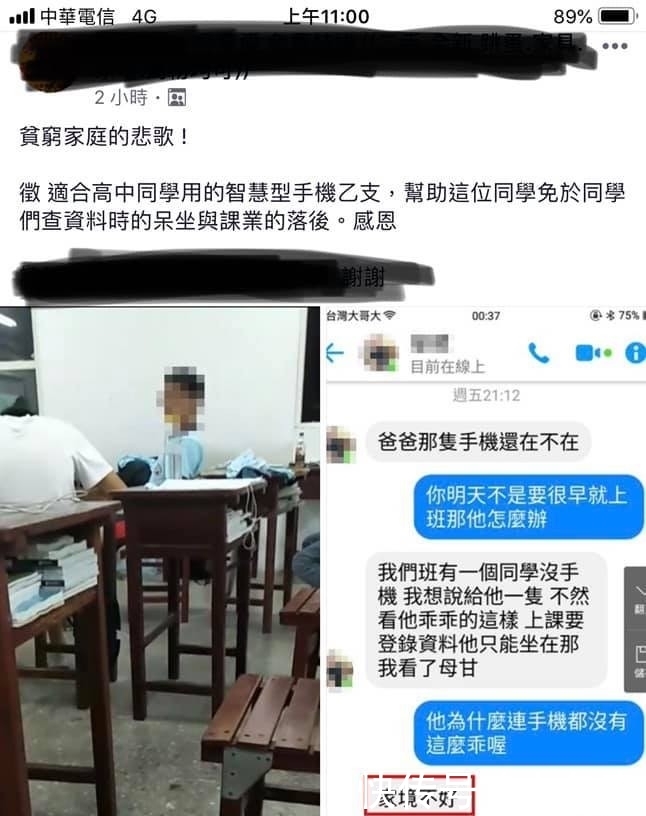 中華電信 4G 上午11:00 89%
2 小時
貧窮家庭的悲歌！
徵 適合高中同學用的智慧型手機乙支，幫助這位同學免於同學
們查資料時的呆坐與課業的落後。感恩
謝謝
台灣大哥大 00:37 75%
目前在線上
週五21:12
爸爸那隻手機還在不在
你明天不是要很早就上
班那他怎麼辦
我們班有一個同學沒手
機 我想說給他一隻 不然
看他乖乖的這樣 上課要
登錄資料他只能坐在那
我看了母甘
他為什麼連手機都沒有
這麼乖喔
家境不好